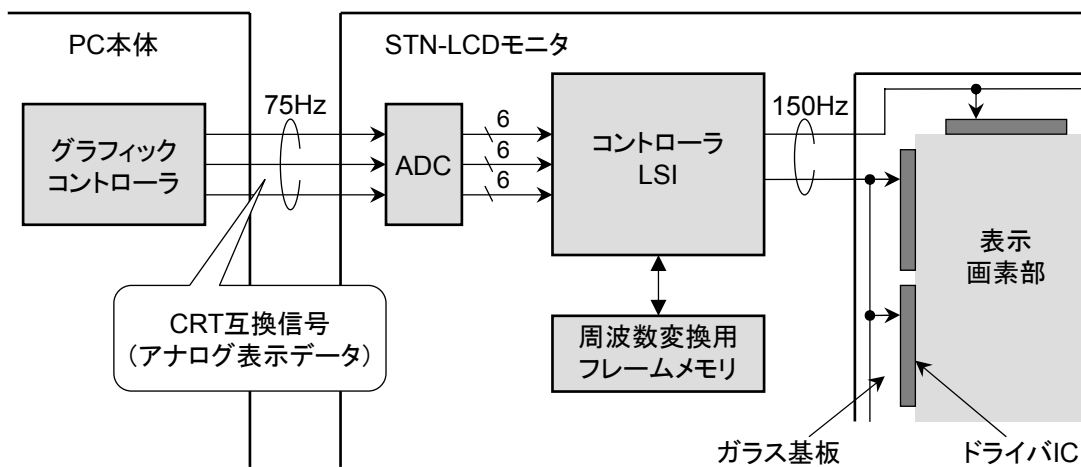 PC本体
STN-LCDモニタ
グラフィック
コントローラ
75Hz
ADC
6
6
6
コントローラ
LSI
150Hz
表示
画素部
CRT互換信号
（アナログ表示データ）
周波数変換用
フレームメモリ
ガラス基板
ドライバIC